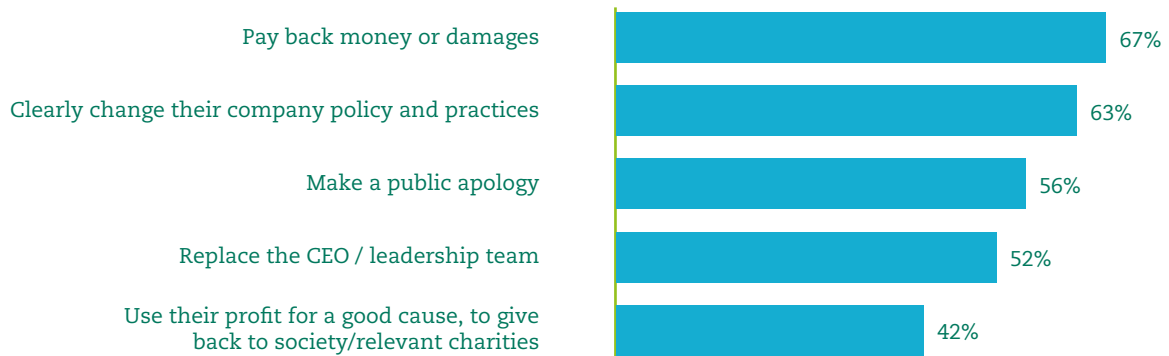 Pay back money or damages
67%
Clearly change their company policy and practices
63%
Make a public apology
56%
Replace the CEO / leadership team
52%
Use their profit for a good cause, to give
back to society/relevant charities
42%